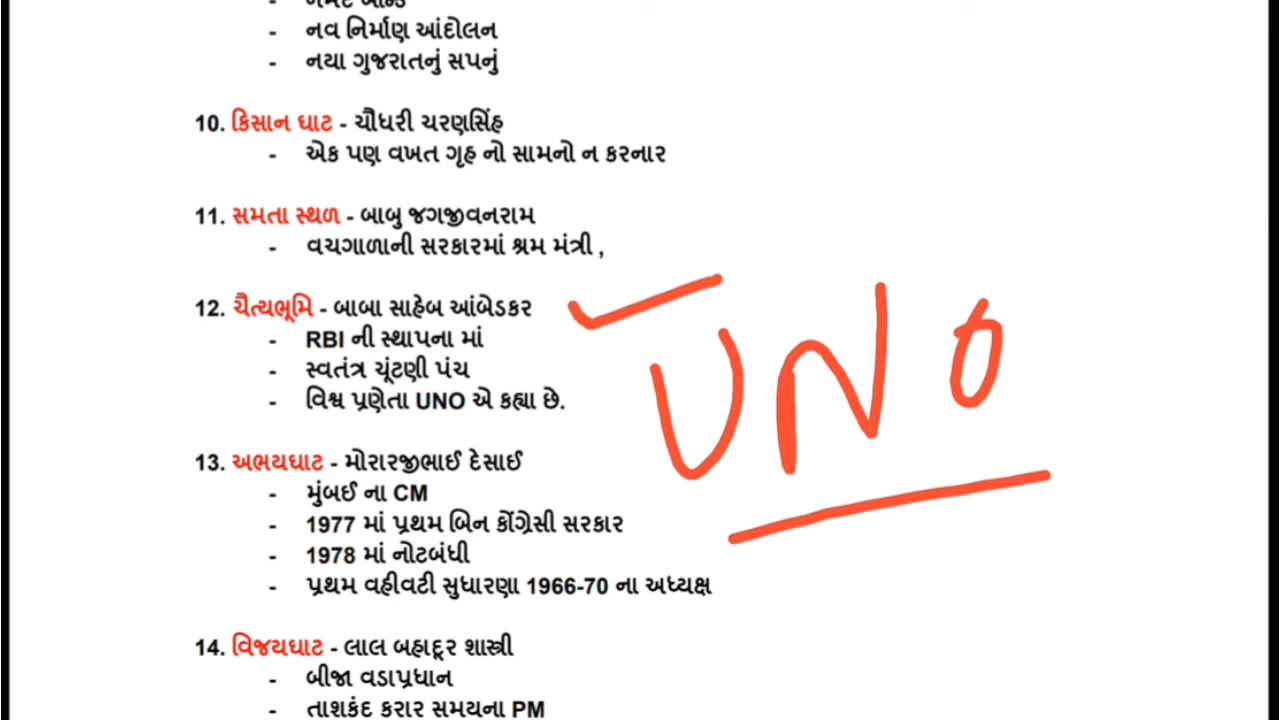 - નવ નિર્માણ આંદોલન
- નયા ગુજરાતનું સપનું
10. કિસાન ઘાટ - ચૌધરી ચરણસિંહ
- એક પણ વખત ગૃહ નો સામનો ન કરનાર
11. સમતા સ્થળ - બાબુ જગજીવનરામ
- વચગાળાની સરકારમાં શ્રમ મંત્રી ,
12. ચૈત્યભૂમિ - બાબા સાહેબ આંબેડકર
- RBI ની સ્થાપના માં
- સ્વતંત્ર ચૂંટણી પંચ
- વિશ્વ પ્રણેતા UNO એ કહ્યા છે.
UNO
13. અભયઘાટ - મોરારજીભાઈ દેસાઈ
- મુંબઈ ના CM
- 1977 માં પ્રથમ બિન કોંગ્રેસી સરકાર
- 1978 માં નોટબંધી
- પ્રથમ વહીવટી સુધારણા 1966-70 ના અધ્યક્ષ
14. વિજયઘાટ - લાલ બહાદૂર શાસ્ત્રી
- બીજા વડાપ્રધાન
- તાશકંદ કરાર સમયના PM